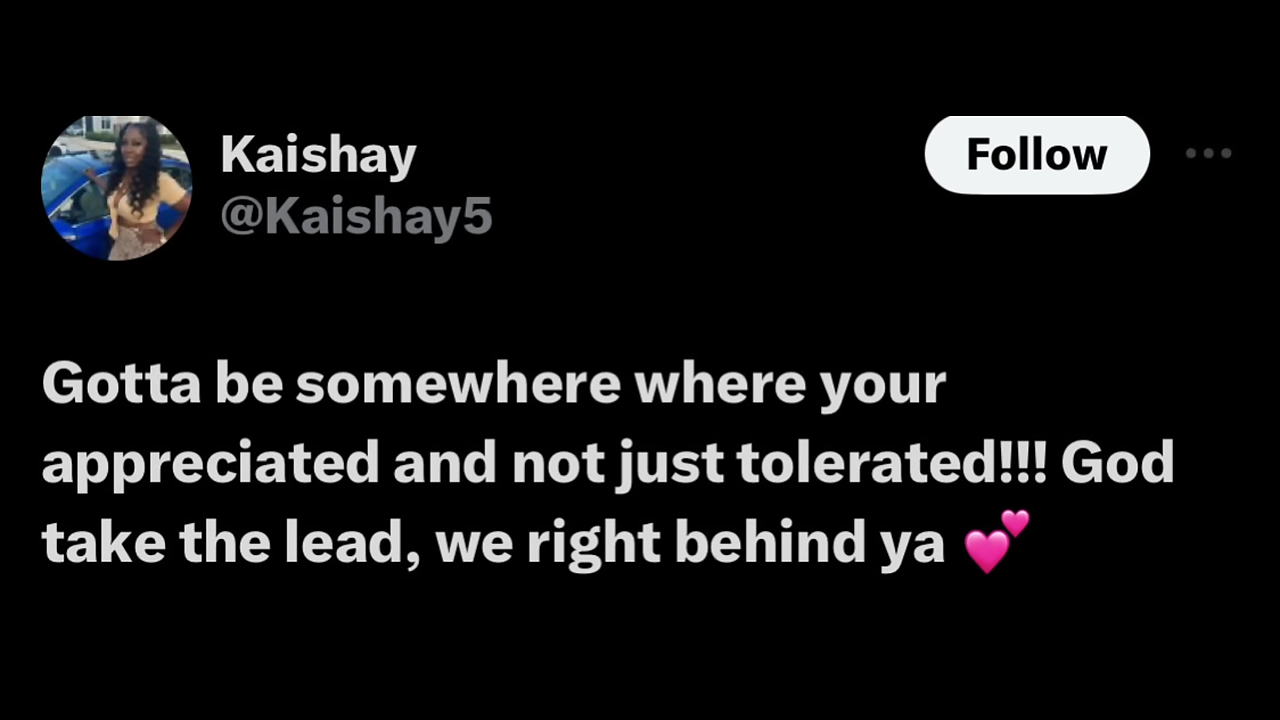 Kaishay
Follow
@Kaishay5
Gotta be somewhere where your
appreciated and not just tolerated!!! God
take the lead, we right behind ya 💕